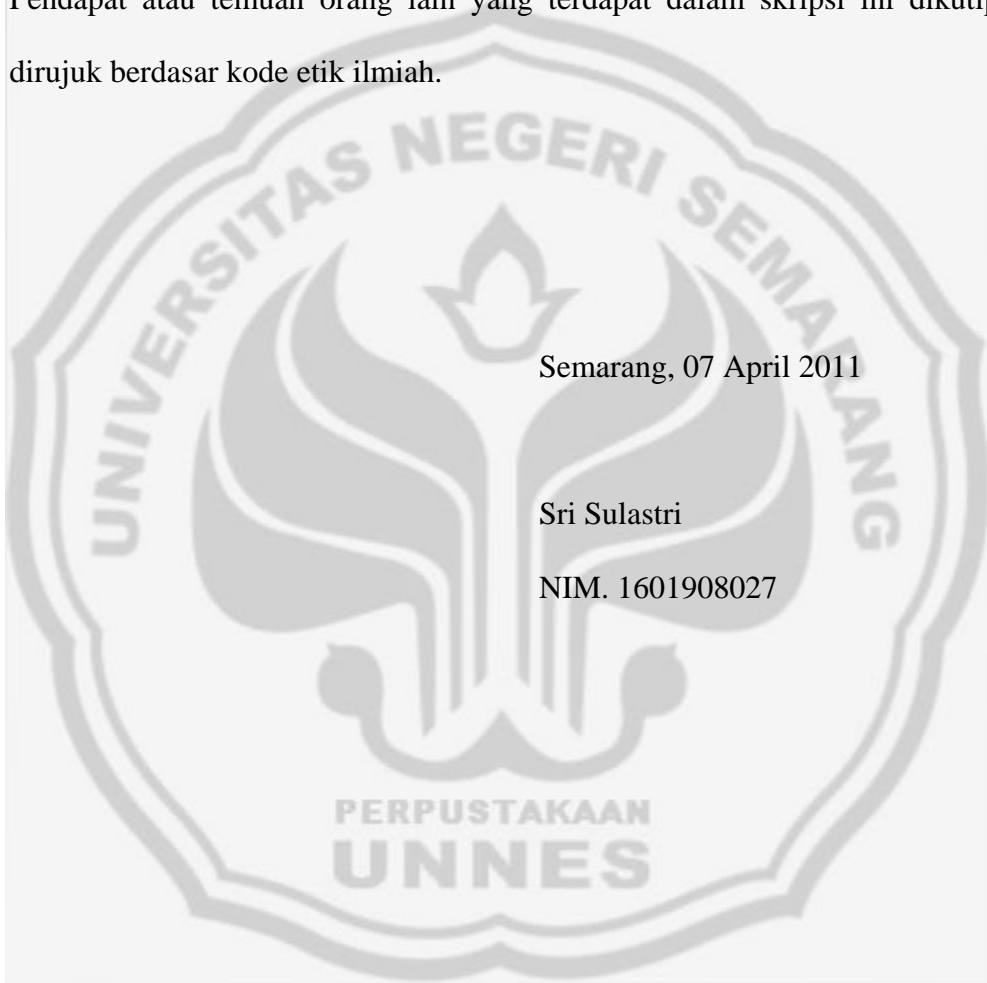 Pendapat atau temuan orang lain yang terdapat dalam skripsi ini dikutip
dirujuk berdasar kode etik ilmiah.
UNIVERSITAS NEGERI SEMARANG
Semarang, 07 April 2011
Sri Sulastri
NIM. 1601908027
PERPUSTAKAAN
UNNES